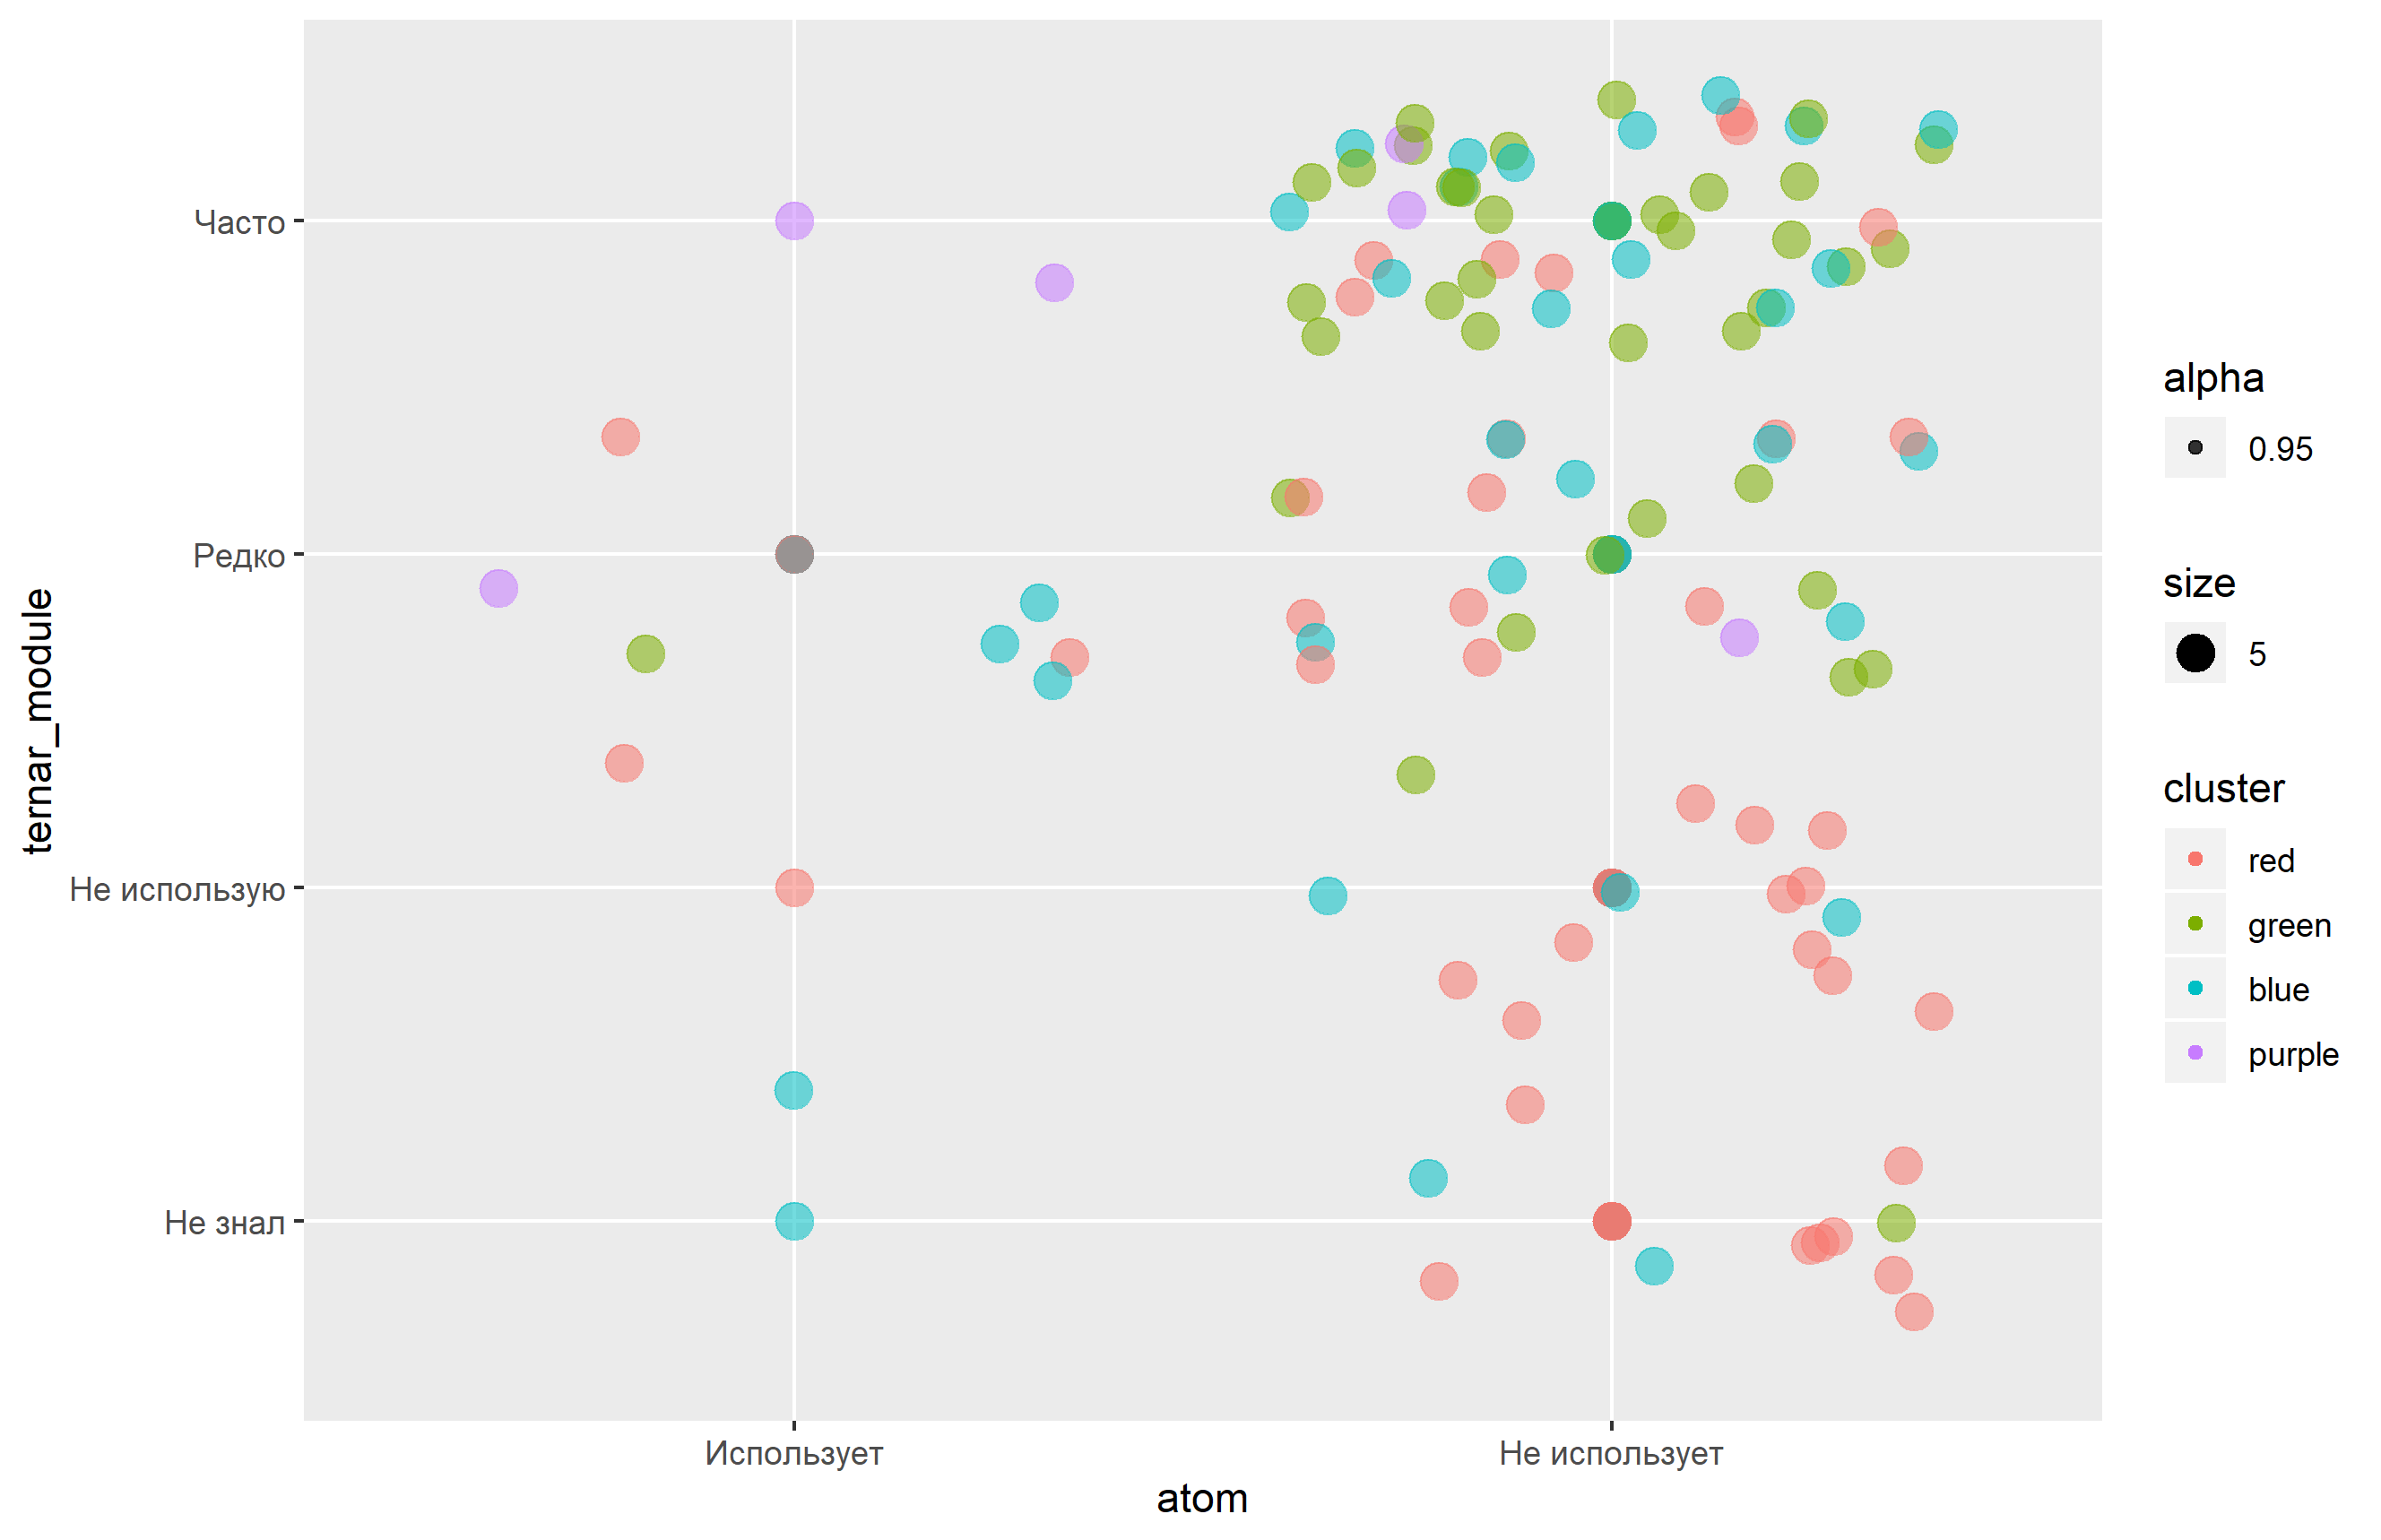 ternar_module
Часто
Редко
Не использую
Не знал
Использует
Не использует
atom
alpha
0.95
size
5
cluster
red
green
blue
purple